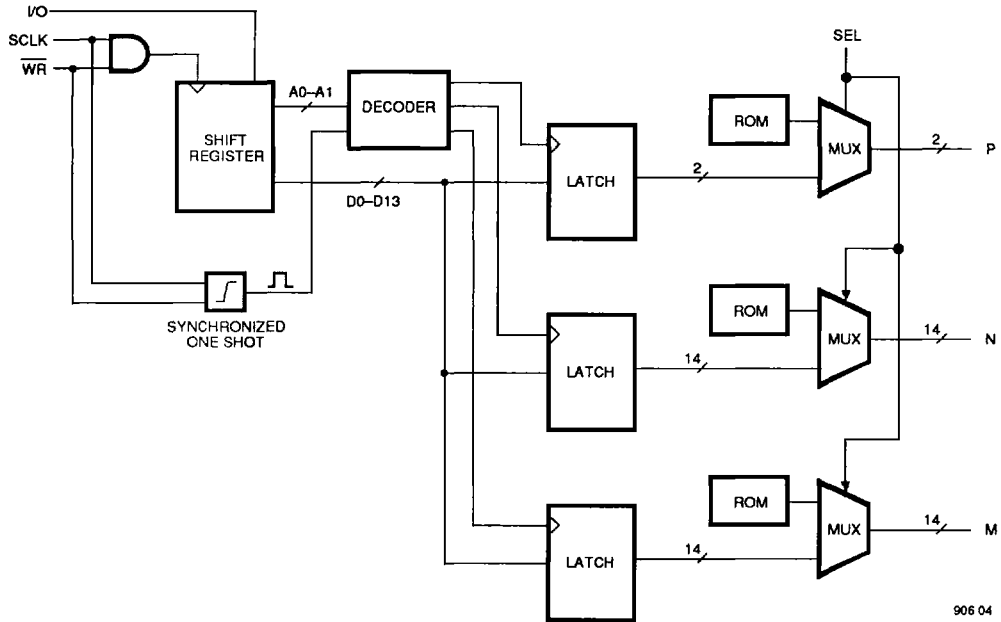 I/O
SCLK
WR
SHIFT
REGISTER
A0–A1
DECODER
D0–D13
SYNCHRONIZED
ONE SHOT
LATCH
2
ROM
SEL
MUX
2
P
LATCH
14
ROM
MUX
14
N
LATCH
14
ROM
MUX
14
M
906 04